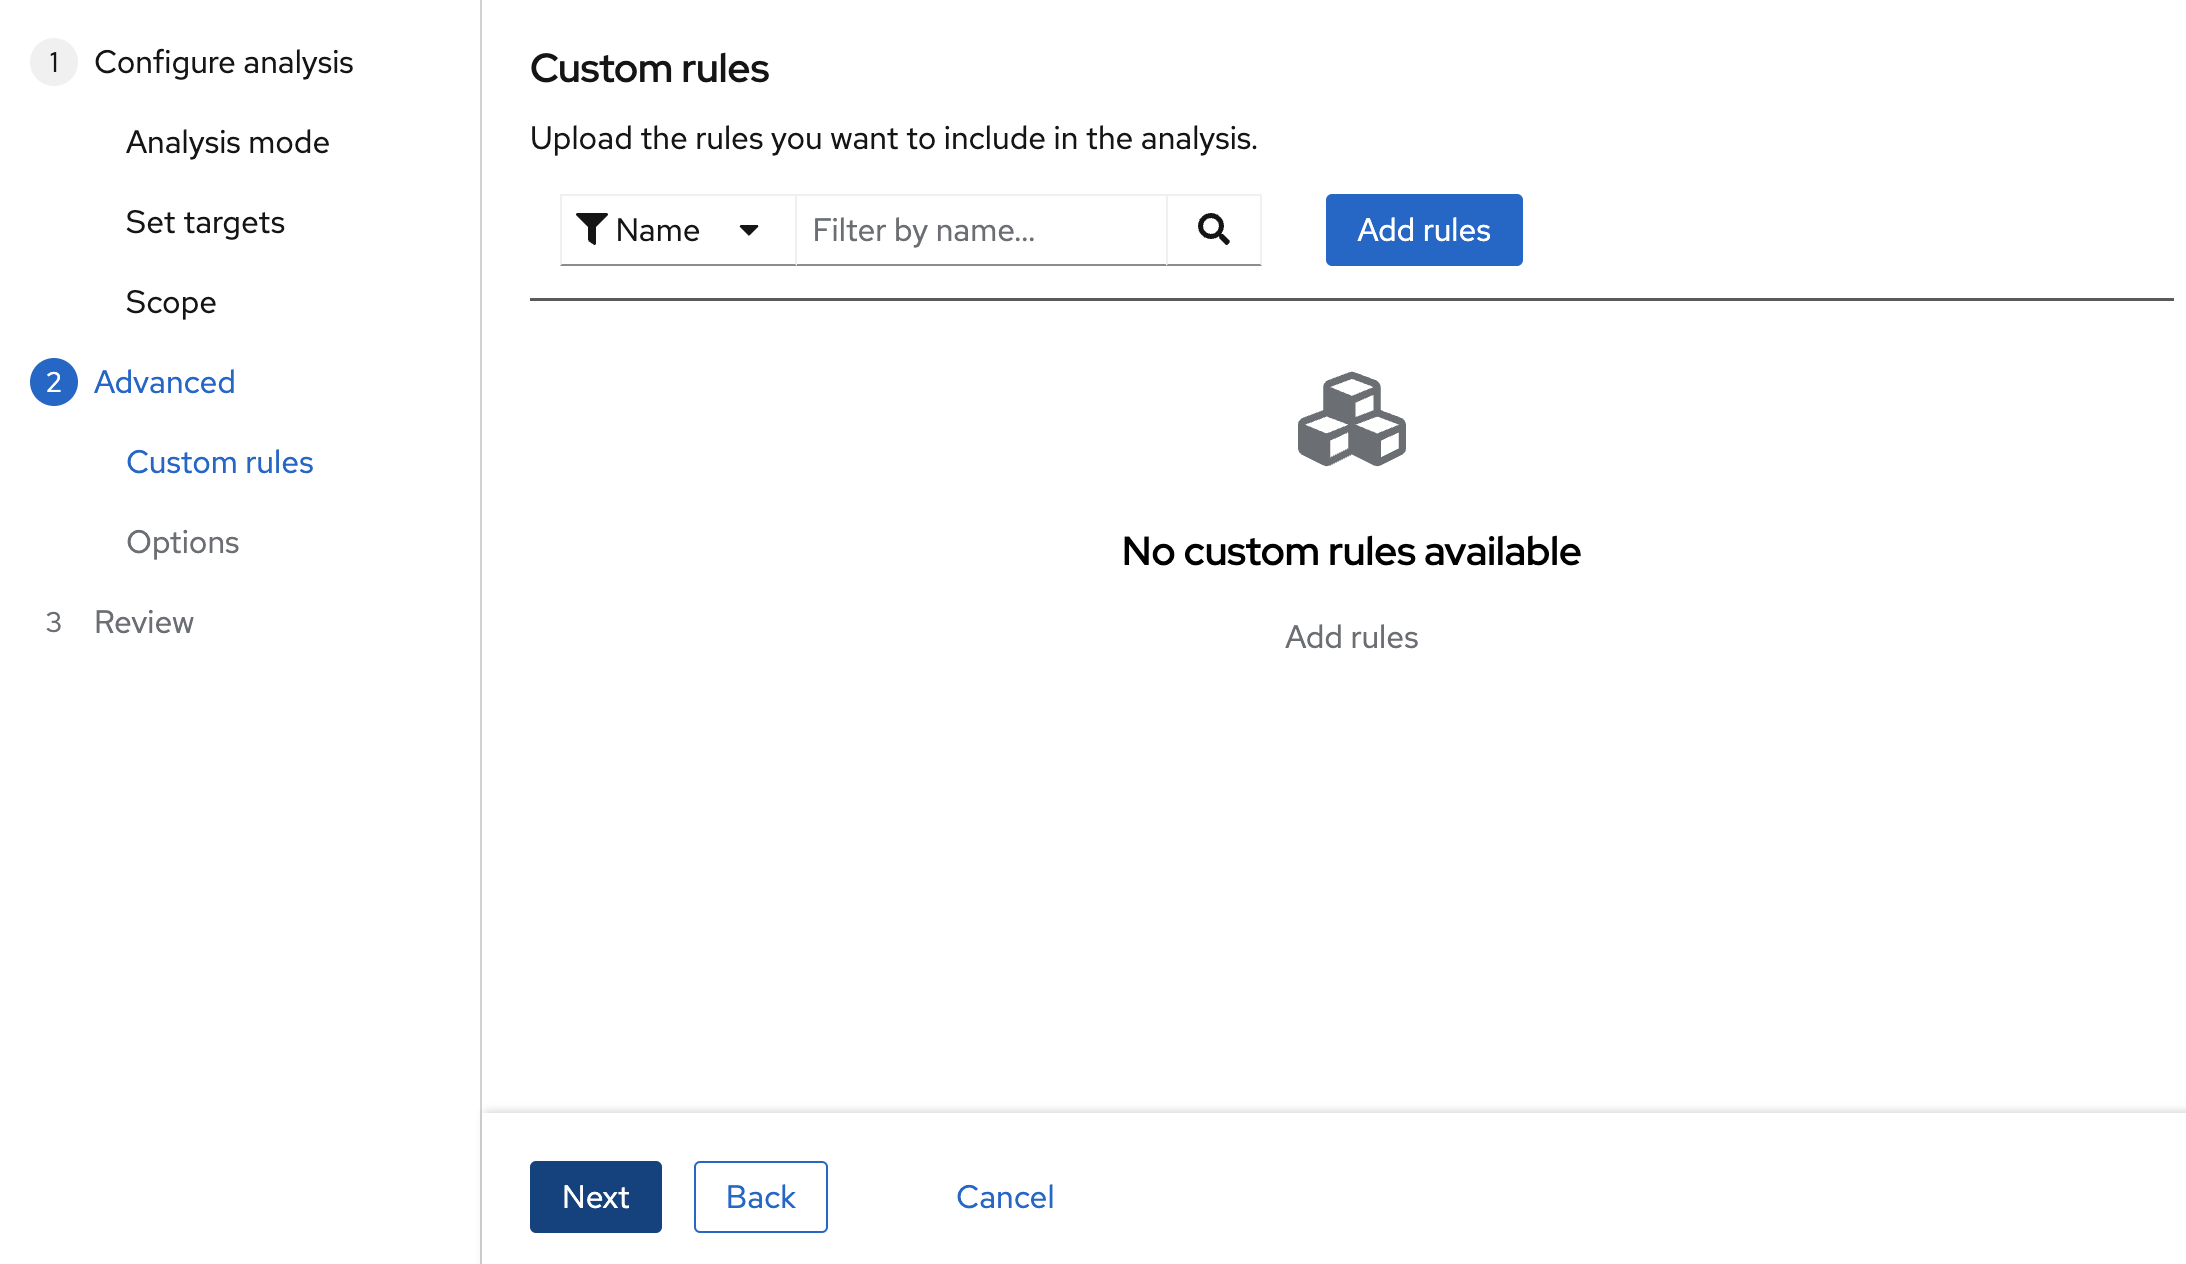 1 Configure analysis
Analysis mode
Set targets
Scope
2 Advanced
Custom rules
Options
3 Review
Custom rules
Upload the rules you want to include in the analysis.
Name Filter by name... Add rules
No custom rules available
Add rules
Next Back Cancel